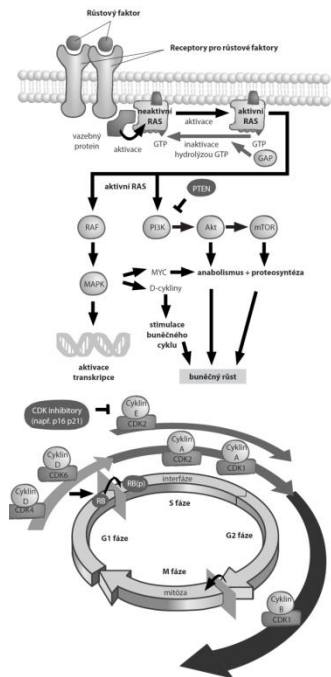 Růstový faktor
Receptory pro růstové faktory
neaktivní
RAS
aktivní
RAS
aktivace
vazebný
protein
aktivace
GTP
inaktivace
hydrolýzou GTP
GTP
GAP
aktivní RAS
PTEN
RAF
PI3K
Akt
mTOR
MAPK
MYC
D-cykliny
anabolismus + proteosyntéza
stimulace
buněčného
cyklu
aktivace
transkripce
buněčný růst
CDK inhibitory
(např. p16 p21)
Cyklin
E
CDK2
Cyklin
D
CDK6
Cyklin
A
CDK2
Cyklin
A
CDK1
Cyklin
D
CDK4
RB
RB(p)
interfáze
S fáze
G1 fáze
G2 fáze
M fáze
mitóza
Cyklin
B
CDK1